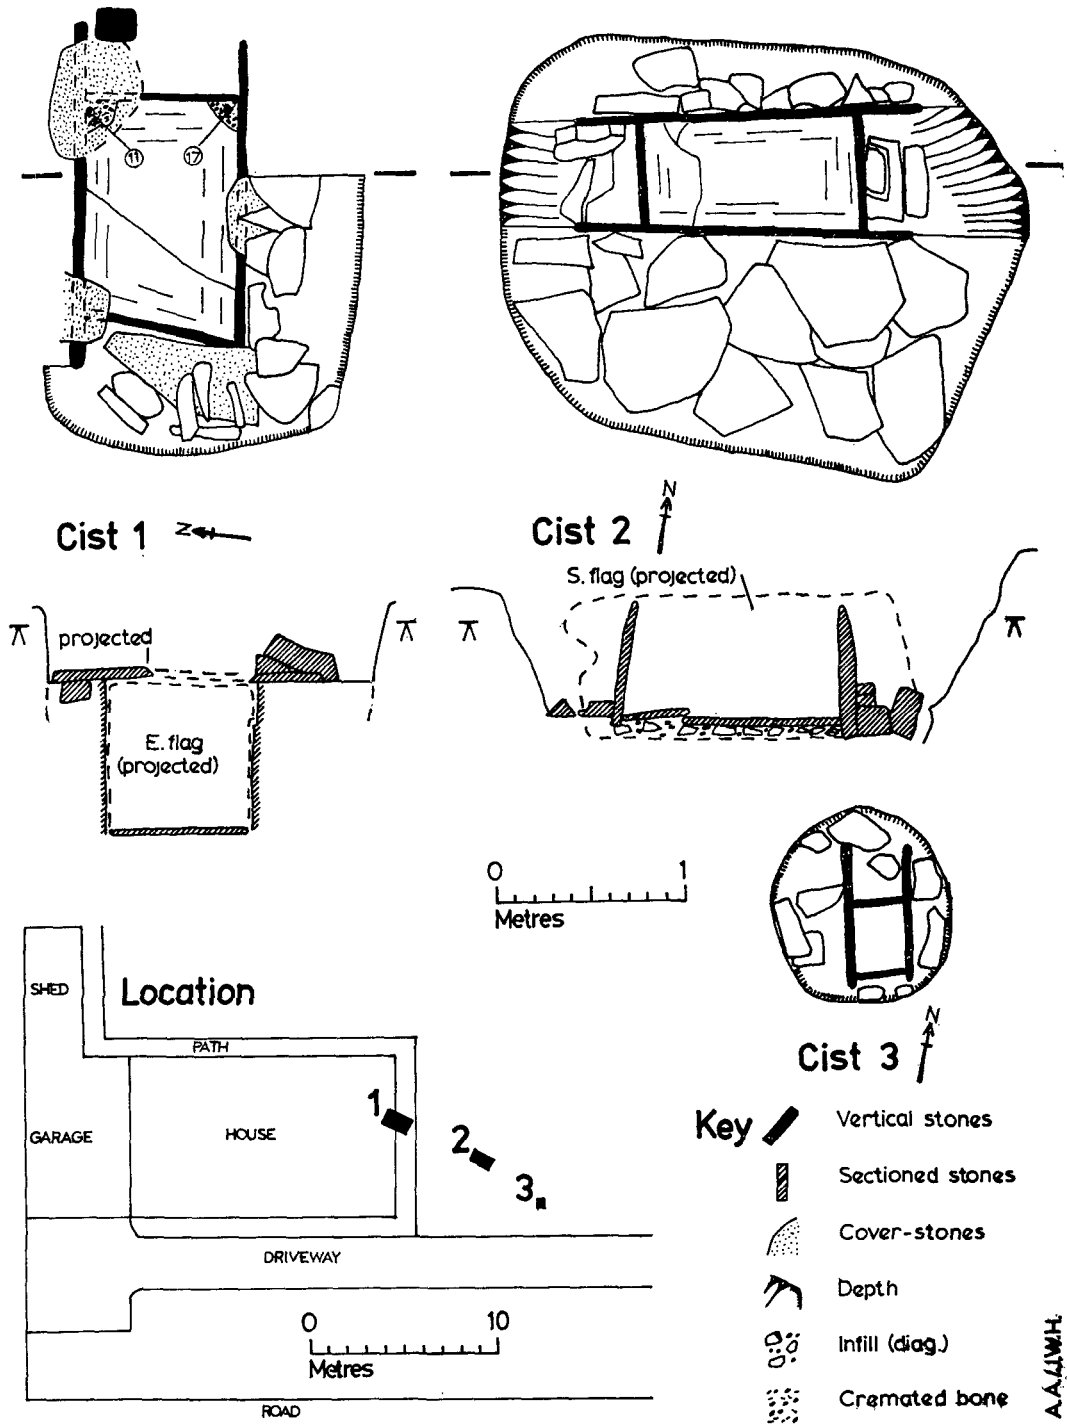 11
17
Cist 1
N
Cist 2
N
S. flag (projected)
projected
E. flag
(projected)
0 1
Metres
Cist 3
N
Location
SHED
PATH
GARAGE
HOUSE
1
2
3
DRIVEWAY
0 10
Metres
ROAD
Key
Vertical stones
Sectioned stones
Cover-stones
Depth
Infill (diag.)
Cremated bone